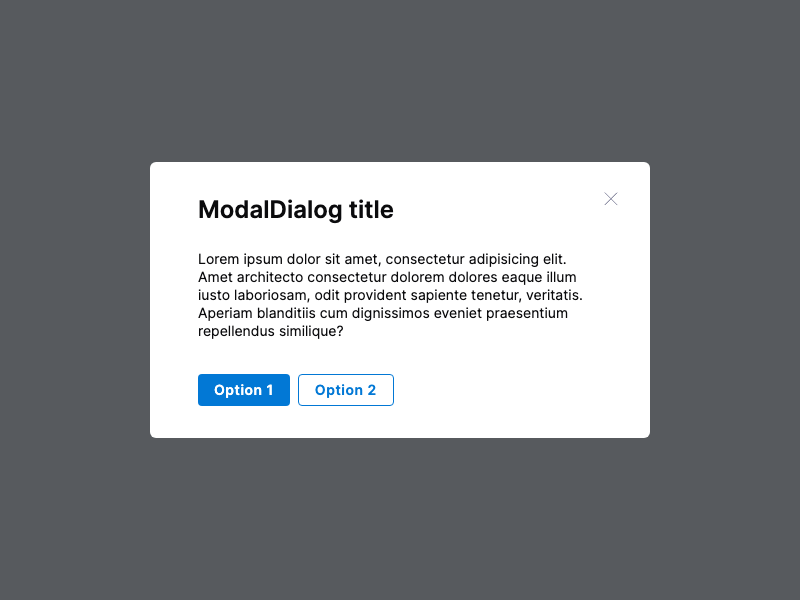 ModalDialog title
Lorem ipsum dolor sit amet, consectetur adipisicing elit.
Amet architecto consectetur dolorem dolores eaque illum
iusto laboriosam, odit provident sapiente tenetur, veritatis.
Aperiam blanditiis cum dignissimos eveniet praesentium
repellendus similique?
Option 1 Option 2